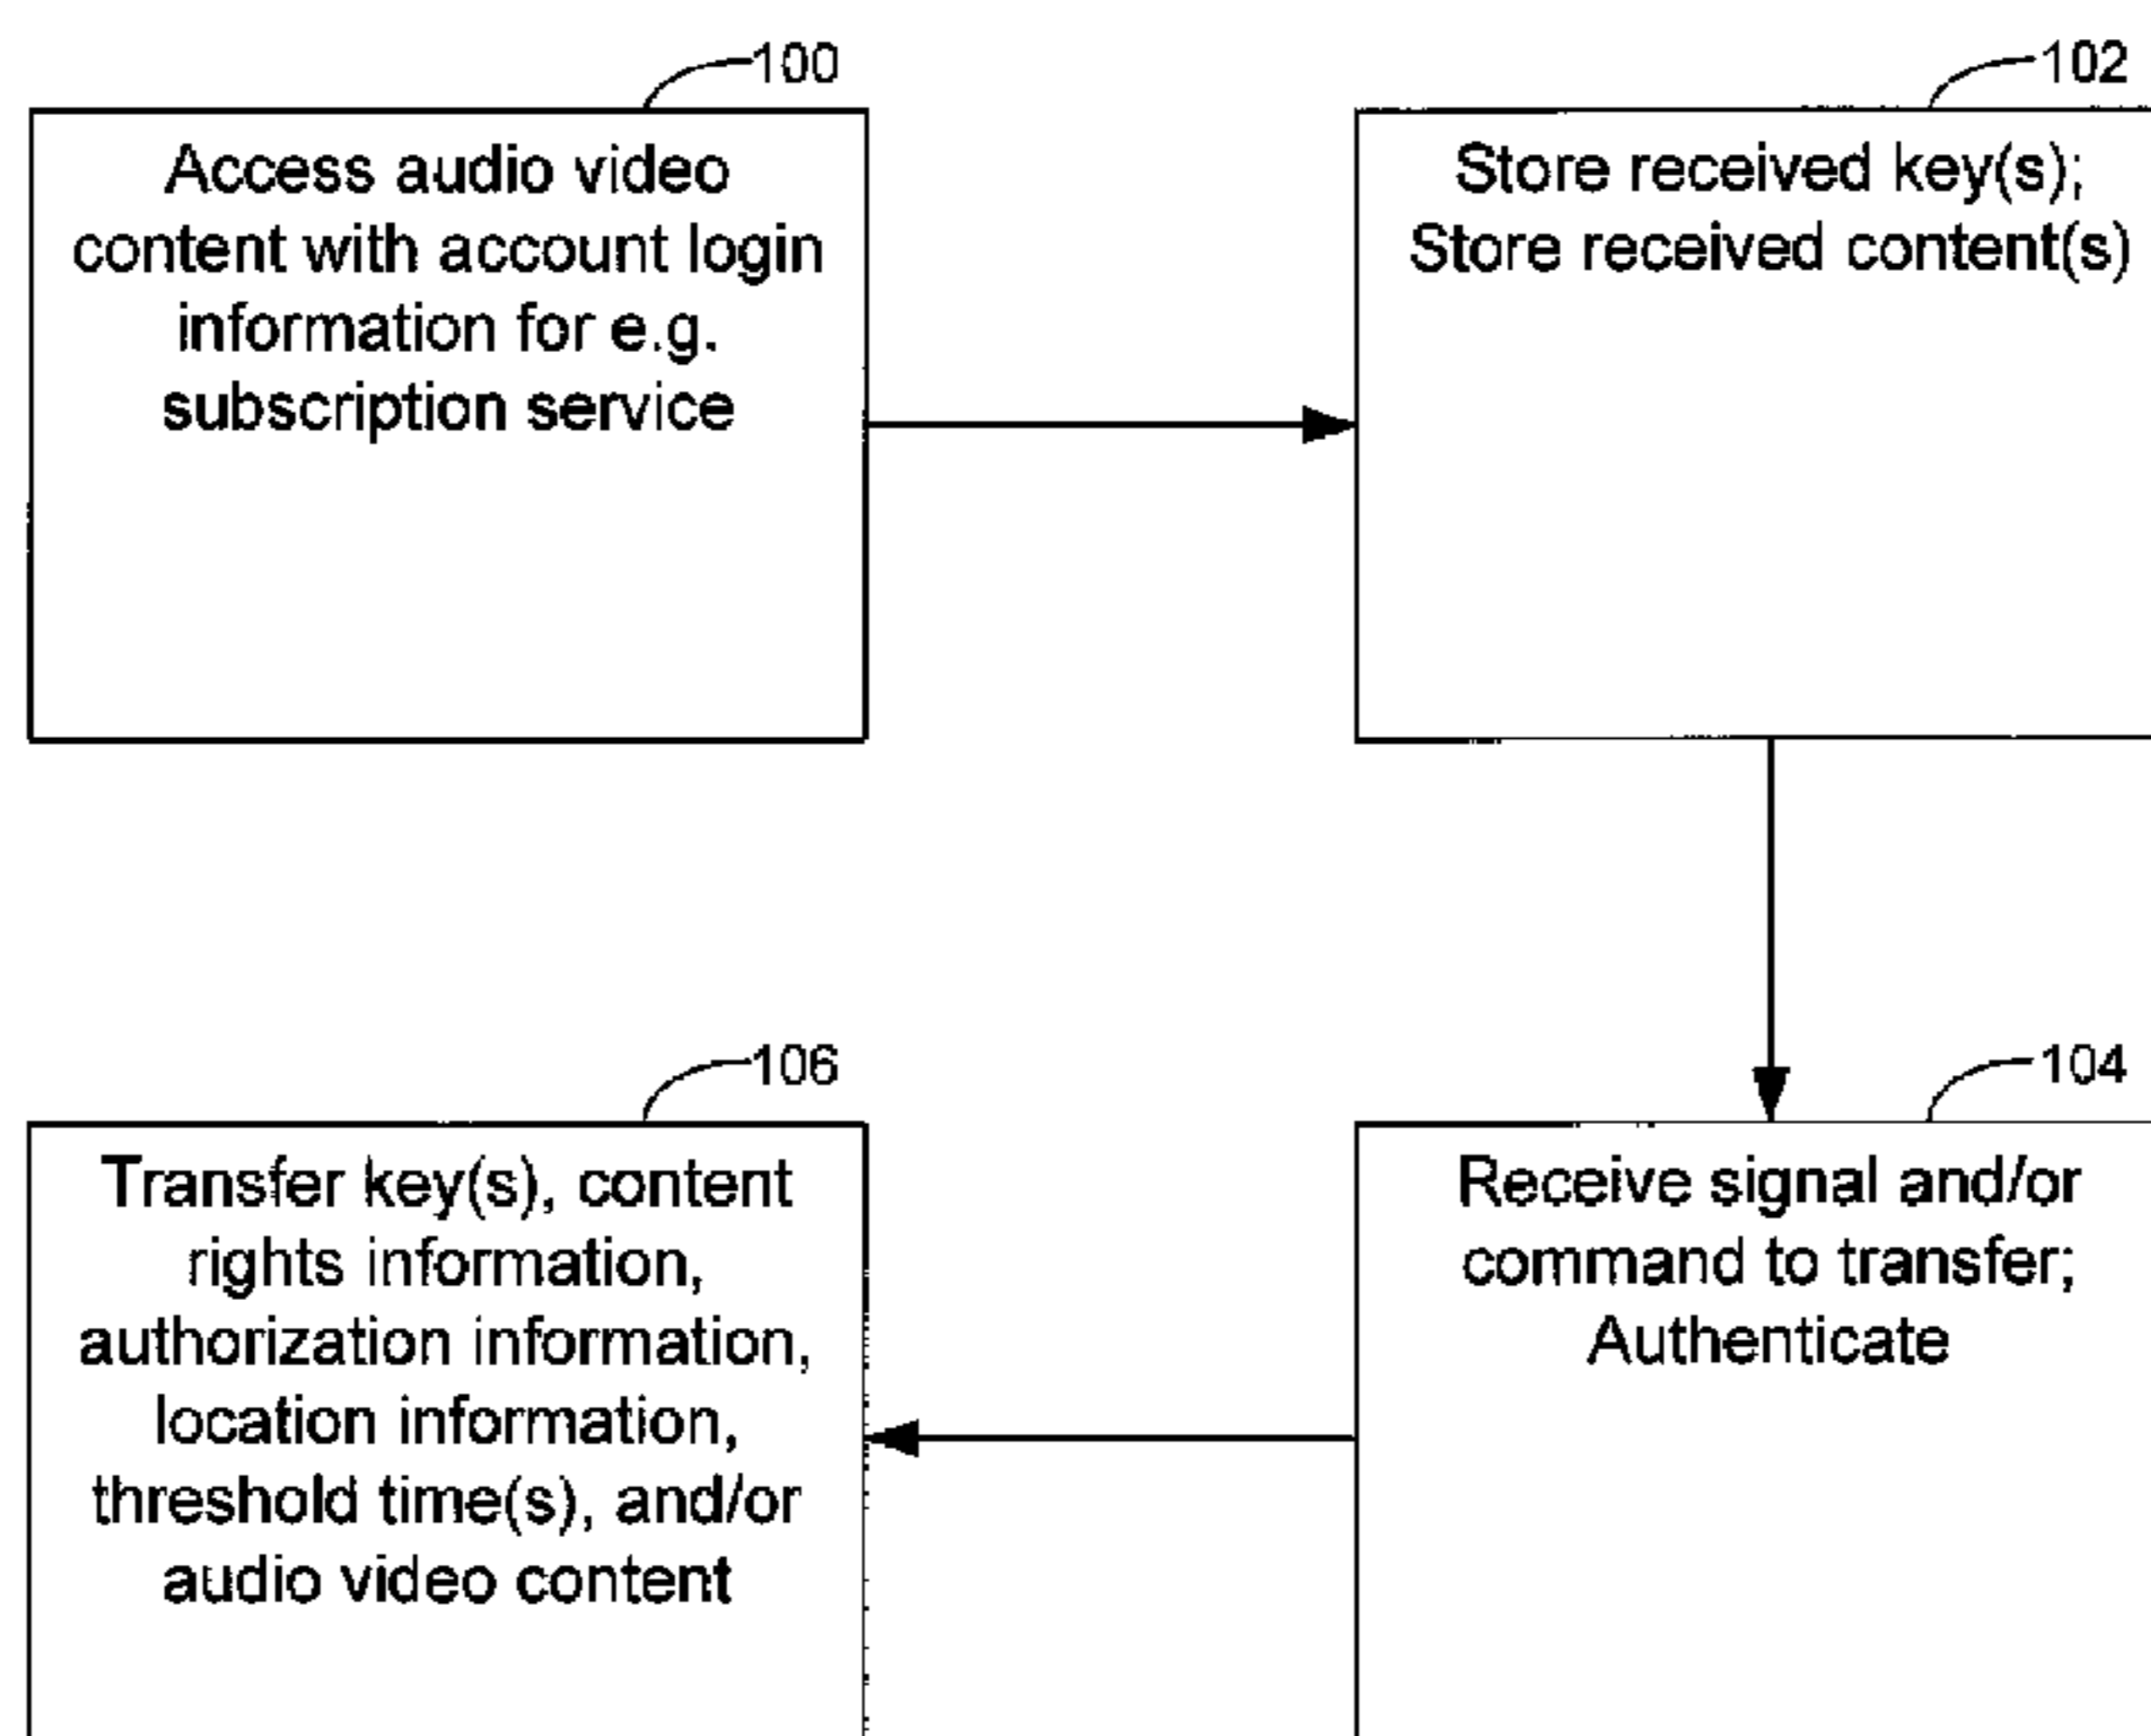 100
Access audio video
content with account login
information for e.g.
subscription service
102
Store received key(s);
Store received content(s)
104
Receive signal and/or
command to transfer;
Authenticate
106
Transfer key(s), content
rights information,
authorization information,
location information,
threshold time(s), and/or
audio video content